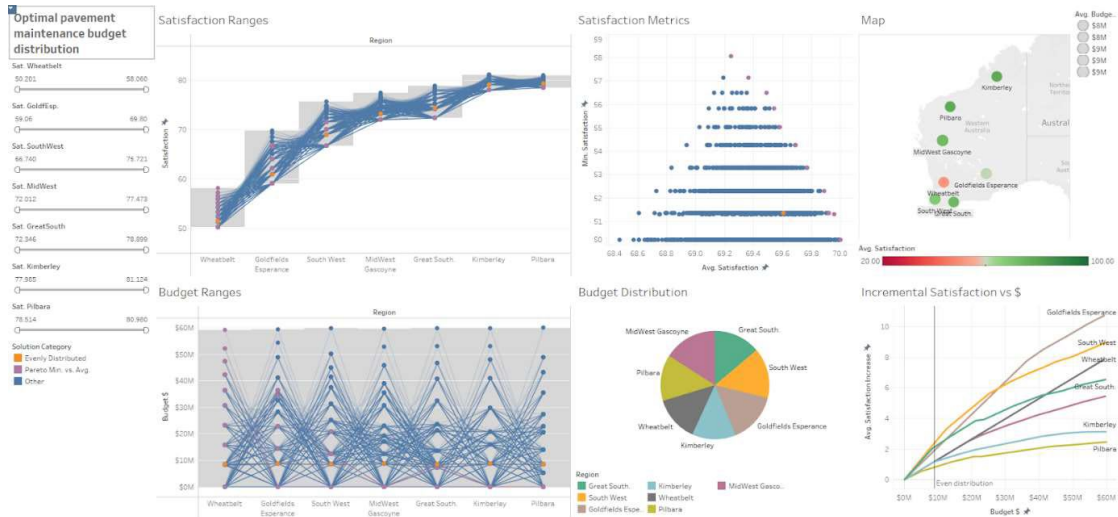 Optimal pavement
maintenance budget
distribution
Sat. Wheatbelt
50.201 58.060
Sat. GoldfEsp.
59.06 69.80
Sat. SouthWest
66.740 75.721
Sat. MidWest
72.012 77.473
Sat. GreatSouth
72.346 78.899
Sat. Kimberley
77.985 81.124
Sat. Pilbara
78.514 80.980
Solution Category
Evenly Distributed
Pareto Min. vs. Avg.
Other
Satisfaction Ranges
Region
Satisfaction
80
70
60
50
Wheatbelt
Goldfields
Esperance
South West
MidWest
Gascoyne
Great South.
Kimberley
Pilbara
Satisfaction Metrics
Min. Satisfaction
59
58
57
56
55
54
53
52
51
50
68.4 68.6 68.8 69.0 69.2 69.4 69.6 69.8 70.0
Avg. Satisfaction
Map
Kimberley
Pilbara
Western
Australia
Northe
Territo
Australi
MidWest Gascoyne
Goldfields Esperance
Wheatbelt
South West
Great South.
Avg. Budge..
$8M
$8M
$9M
$9M
$9M
Avg. Satisfaction
20.00 100.00
Budget Ranges
Region
Budget $
$60M
$50M
$40M
$30M
$20M
$10M
$0M
Wheatbelt
Goldfields
Esperance
South West
MidWest
Gascoyne
Great South.
Kimberley
Pilbara
Budget Distribution
MidWest Gascoyne
Great South.
South West
Pilbara
Goldfields Esperance
Wheatbelt
Kimberley
Region
Great South.
Kimberley
MidWest Gasco..
South West
Wheatbelt
Goldfields Espe..
Pilbara
Incremental Satisfaction vs $
Avg. Satisfaction Increase
10
8
6
4
2
0
Goldfields Esperance
South West
Wheatbelt
Great South.
Kimberley
Pilbara
Even distribution
$0M $10M $20M $30M $40M $50M $60M
Budget $